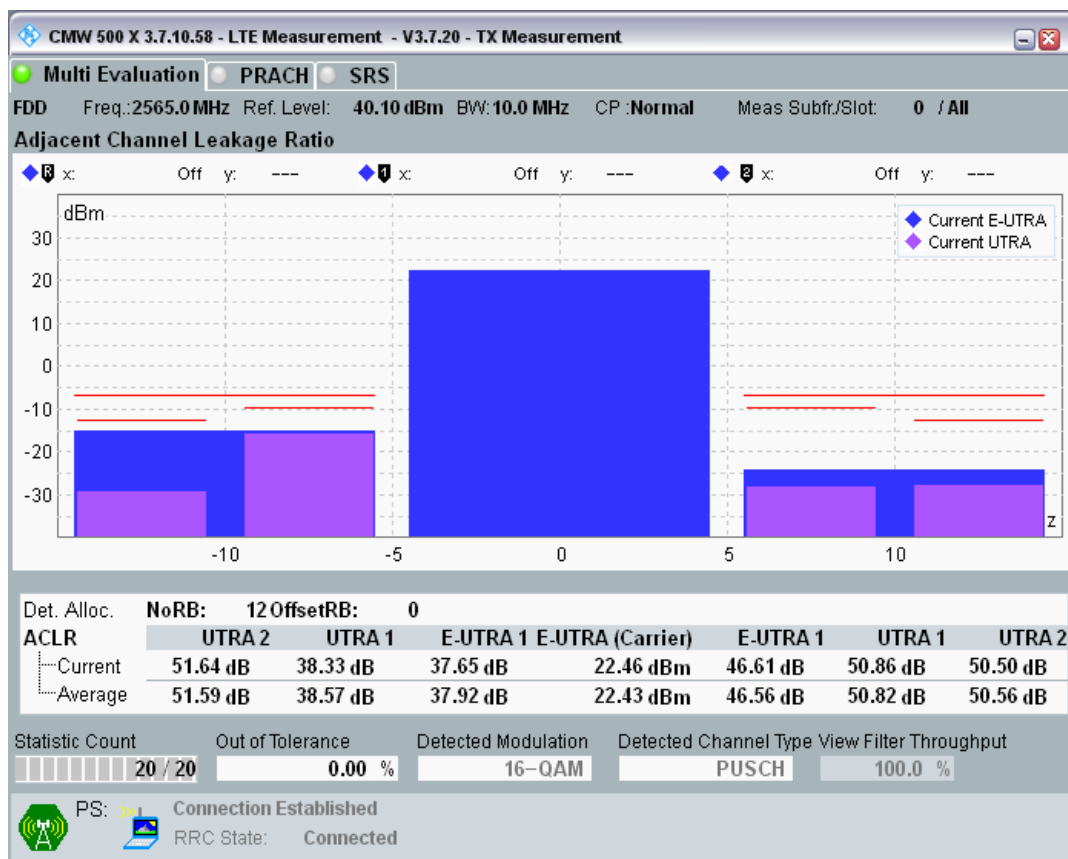 CMW 500 X 3.7.10.58 - LTE Measurement - V3.7.20 - TX Measurement
Multi Evaluation PRACH SRS
FDD Freq.:2565.0 MHz Ref. Level: 40.10 dBm BW: 10.0 MHz CP :Normal Meas Subfr./Slot: 0 / All
Adjacent Channel Leakage Ratio
R x: Off y: --- 1 x: Off y: --- 2 x: Off y: ---
dBm
Current E-UTRA
Current UTRA
30
20
10
0
-10
-20
-30
z
-10 -5 0 5 10
Det. Alloc. NoRB: 12 OffsetRB: 0
ACLR UTRA 2 UTRA 1 E-UTRA 1 E-UTRA (Carrier) E-UTRA 1 UTRA 1 UTRA 2
Current 51.64 dB 38.33 dB 37.65 dB 22.46 dBm 46.61 dB 50.86 dB 50.50 dB
Average 51.59 dB 38.57 dB 37.92 dB 22.43 dBm 46.56 dB 50.82 dB 50.56 dB
Statistic Count Out of Tolerance Detected Modulation Detected Channel Type View Filter Throughput
20 / 20 0.00 % 16-QAM PUSCH 100.0 %
PS: Connection Established
RRC State: Connected